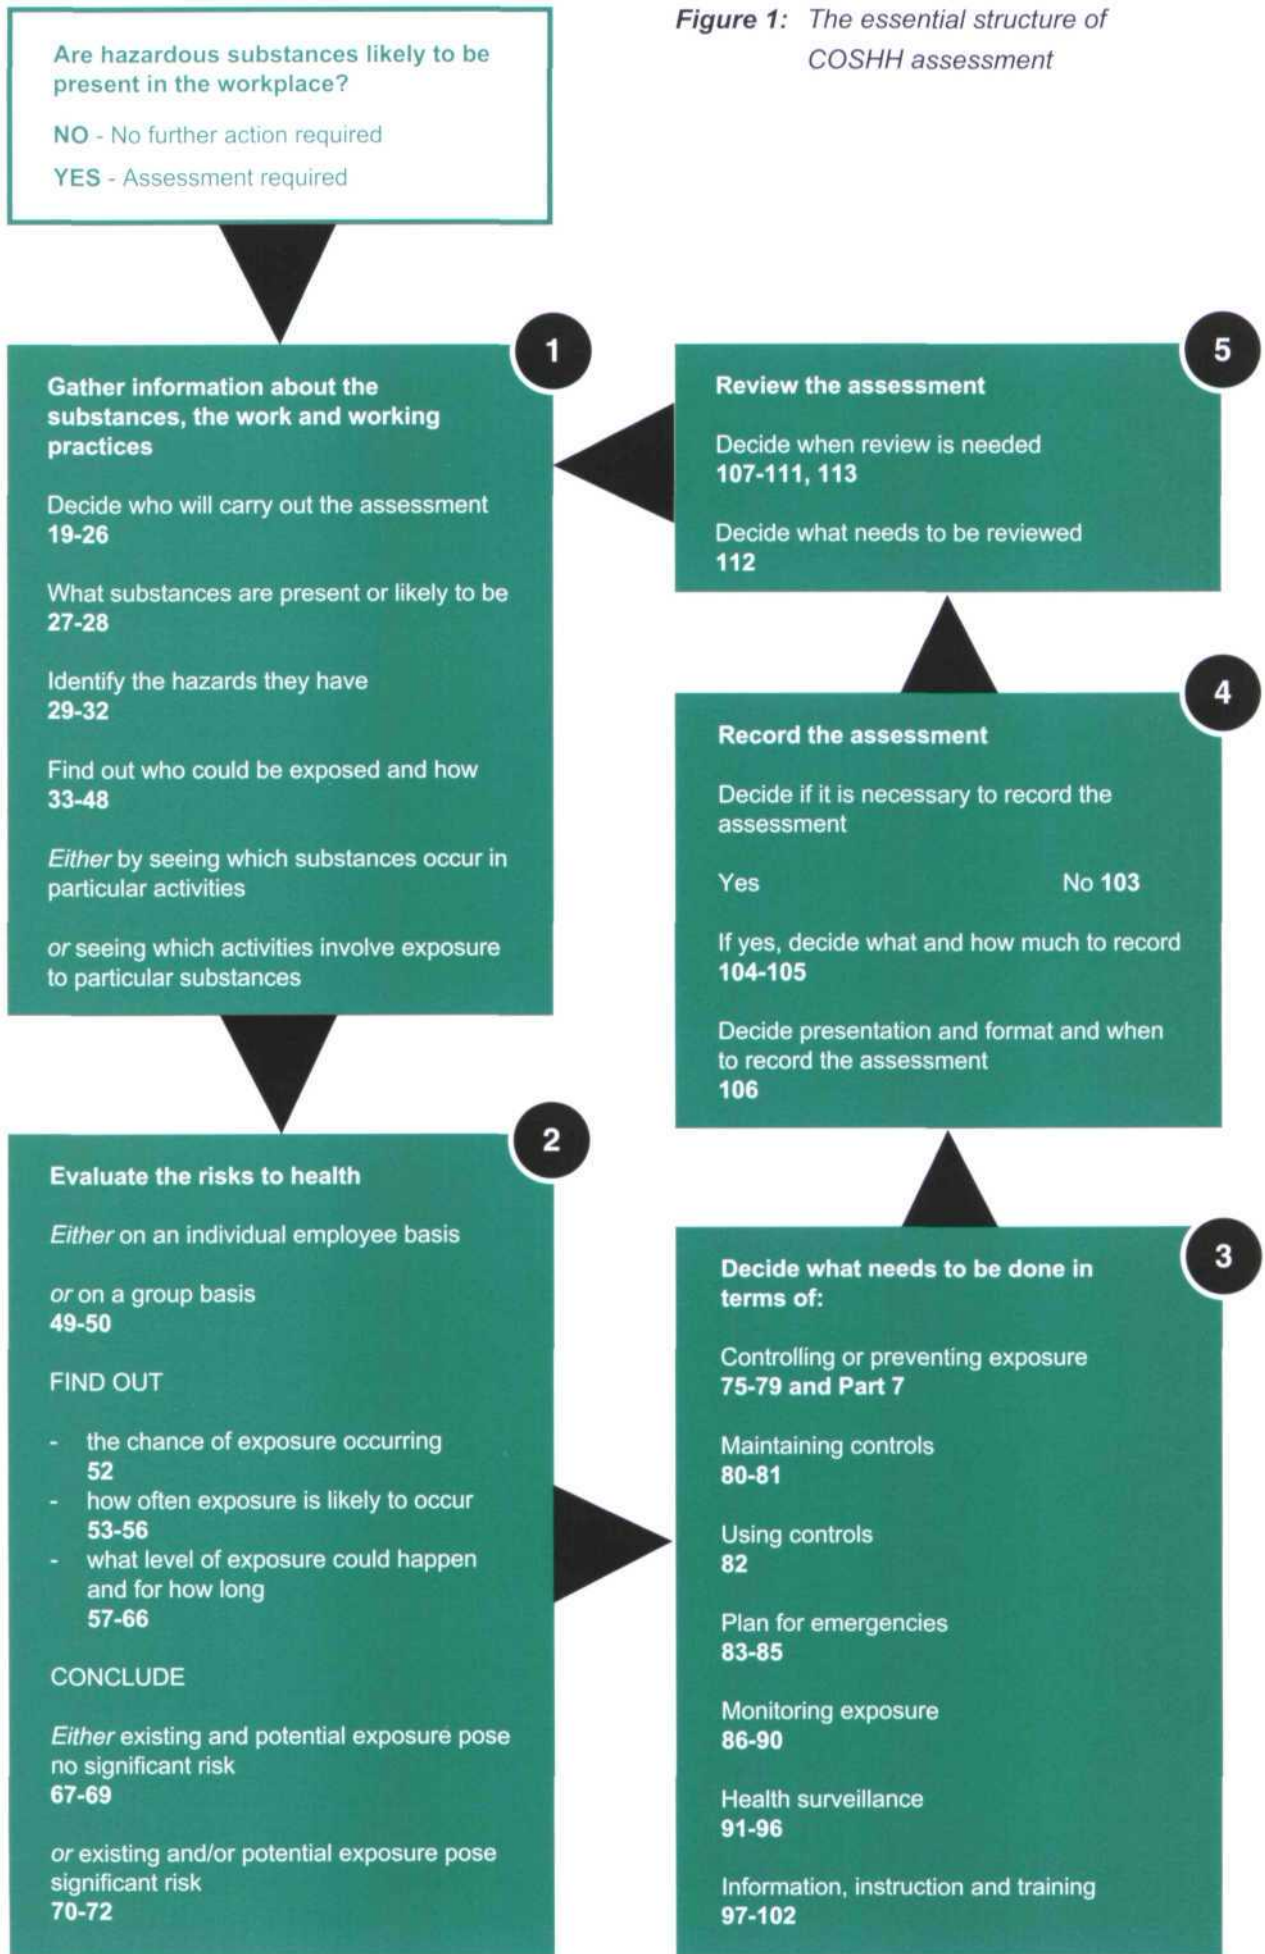 Figure 1: The essential structure of
COSHH assessment
Are hazardous substances likely to be
present in the workplace?
NO - No further action required
YES - Assessment required
1
Gather information about the
substances, the work and working
practices
Decide who will carry out the assessment
19-26
What substances are present or likely to be
27-28
Identify the hazards they have
29-32
Find out who could be exposed and how
33-48
Either by seeing which substances occur in
particular activities
or seeing which activities involve exposure
to particular substances
2
Evaluate the risks to health
Either on an individual employee basis
or on a group basis
49-50
FIND OUT
- the chance of exposure occurring
52
- how often exposure is likely to occur
53-56
- what level of exposure could happen
and for how long
57-66
CONCLUDE
Either existing and potential exposure pose
no significant risk
67-69
or existing and/or potential exposure pose
significant risk
70-72
3
Decide what needs to be done in
terms of:
Controlling or preventing exposure
75-79 and Part 7
Maintaining controls
80-81
Using controls
82
Plan for emergencies
83-85
Monitoring exposure
86-90
Health surveillance
91-96
Information, instruction and training
97-102
4
Record the assessment
Decide if it is necessary to record the
assessment
Yes No 103
If yes, decide what and how much to record
104-105
Decide presentation and format and when
to record the assessment
106
5
Review the assessment
Decide when review is needed
107-111, 113
Decide what needs to be reviewed
112